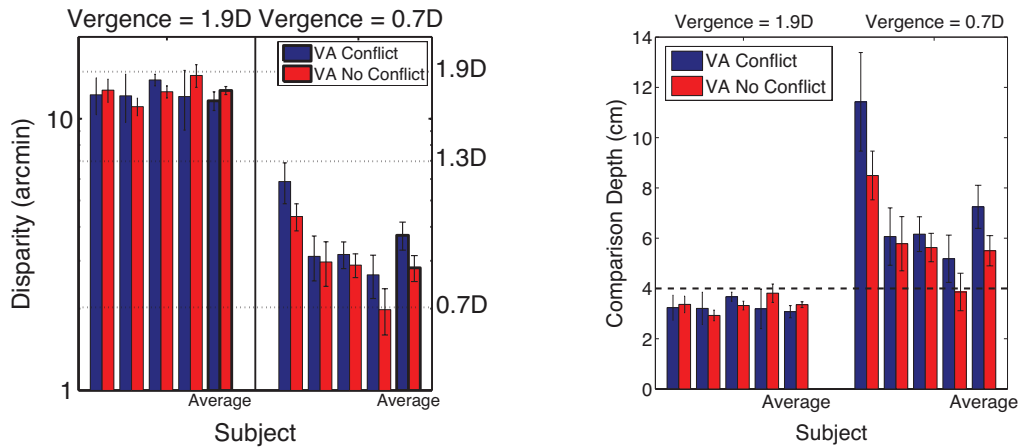 Vergence = 1.9D Vergence = 0.7D
VA Conflict
VA No Conflict
1.9D
1.3D
0.7D
10
1
Disparity (arcmin)
Average
Average
Subject
Vergence = 1.9D Vergence = 0.7D
VA Conflict
VA No Conflict
14
12
10
8
6
4
2
0
Comparison Depth (cm)
Average
Average
Subject